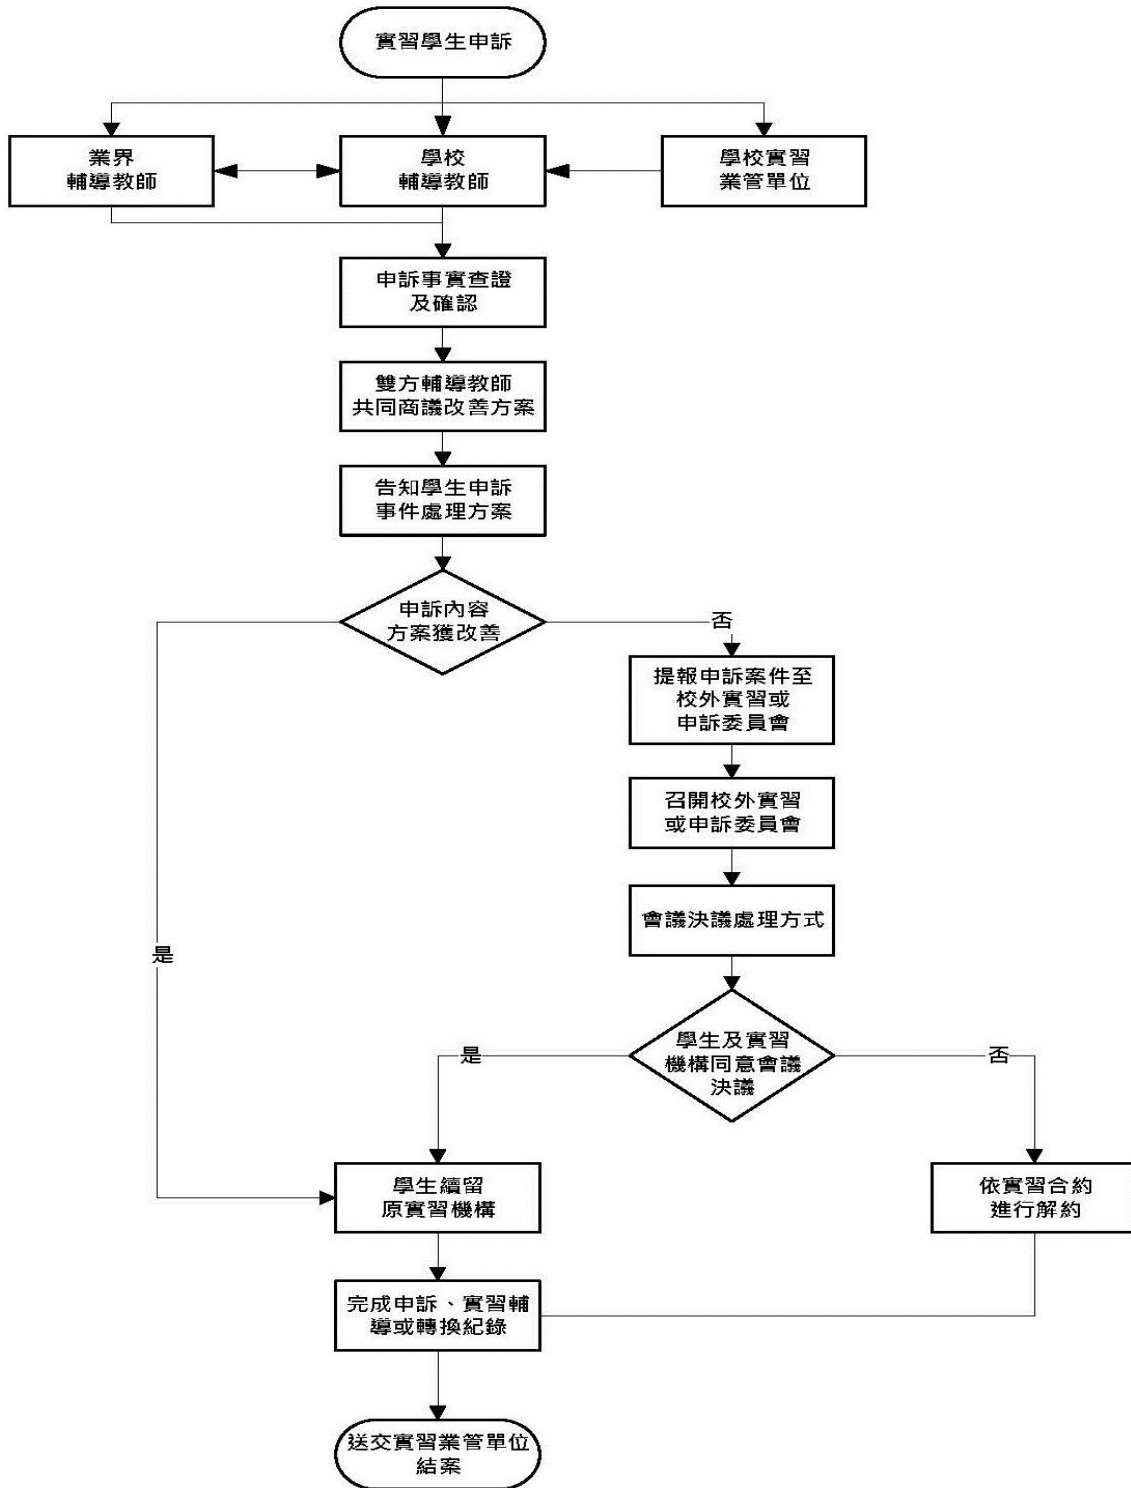 實習學生申訴
業界
輔導教師
學校
輔導教師
學校實習
業管單位
申訴事實查證
及確認
雙方輔導教師
共同商議改善方案
告知學生申訴
事件處理方案
申訴內容
方案獲改善
否
提報申訴案件至
校外實習或
申訴委員會
召開校外實習
或申訴委員會
會議決議處理方式
是
學生及實習
機構同意會議
決議
是
否
學生續留
原實習機構
依實習合約
進行解約
完成申訴、實習輔
導或轉換紀錄
送交實習業管單位
結案